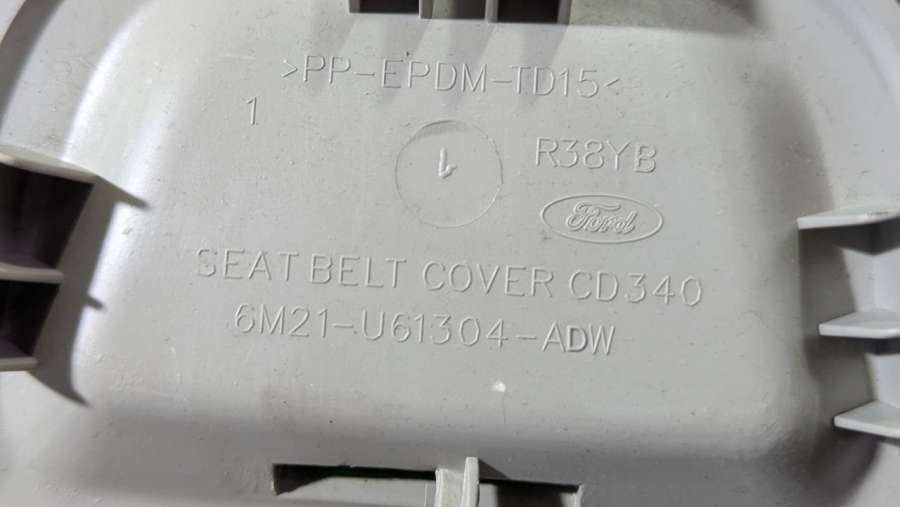 >PP-EPDM-TD15<
1
R38YB
Ford
SEAT BELT COVER CD340
6M21-U61304-ADW